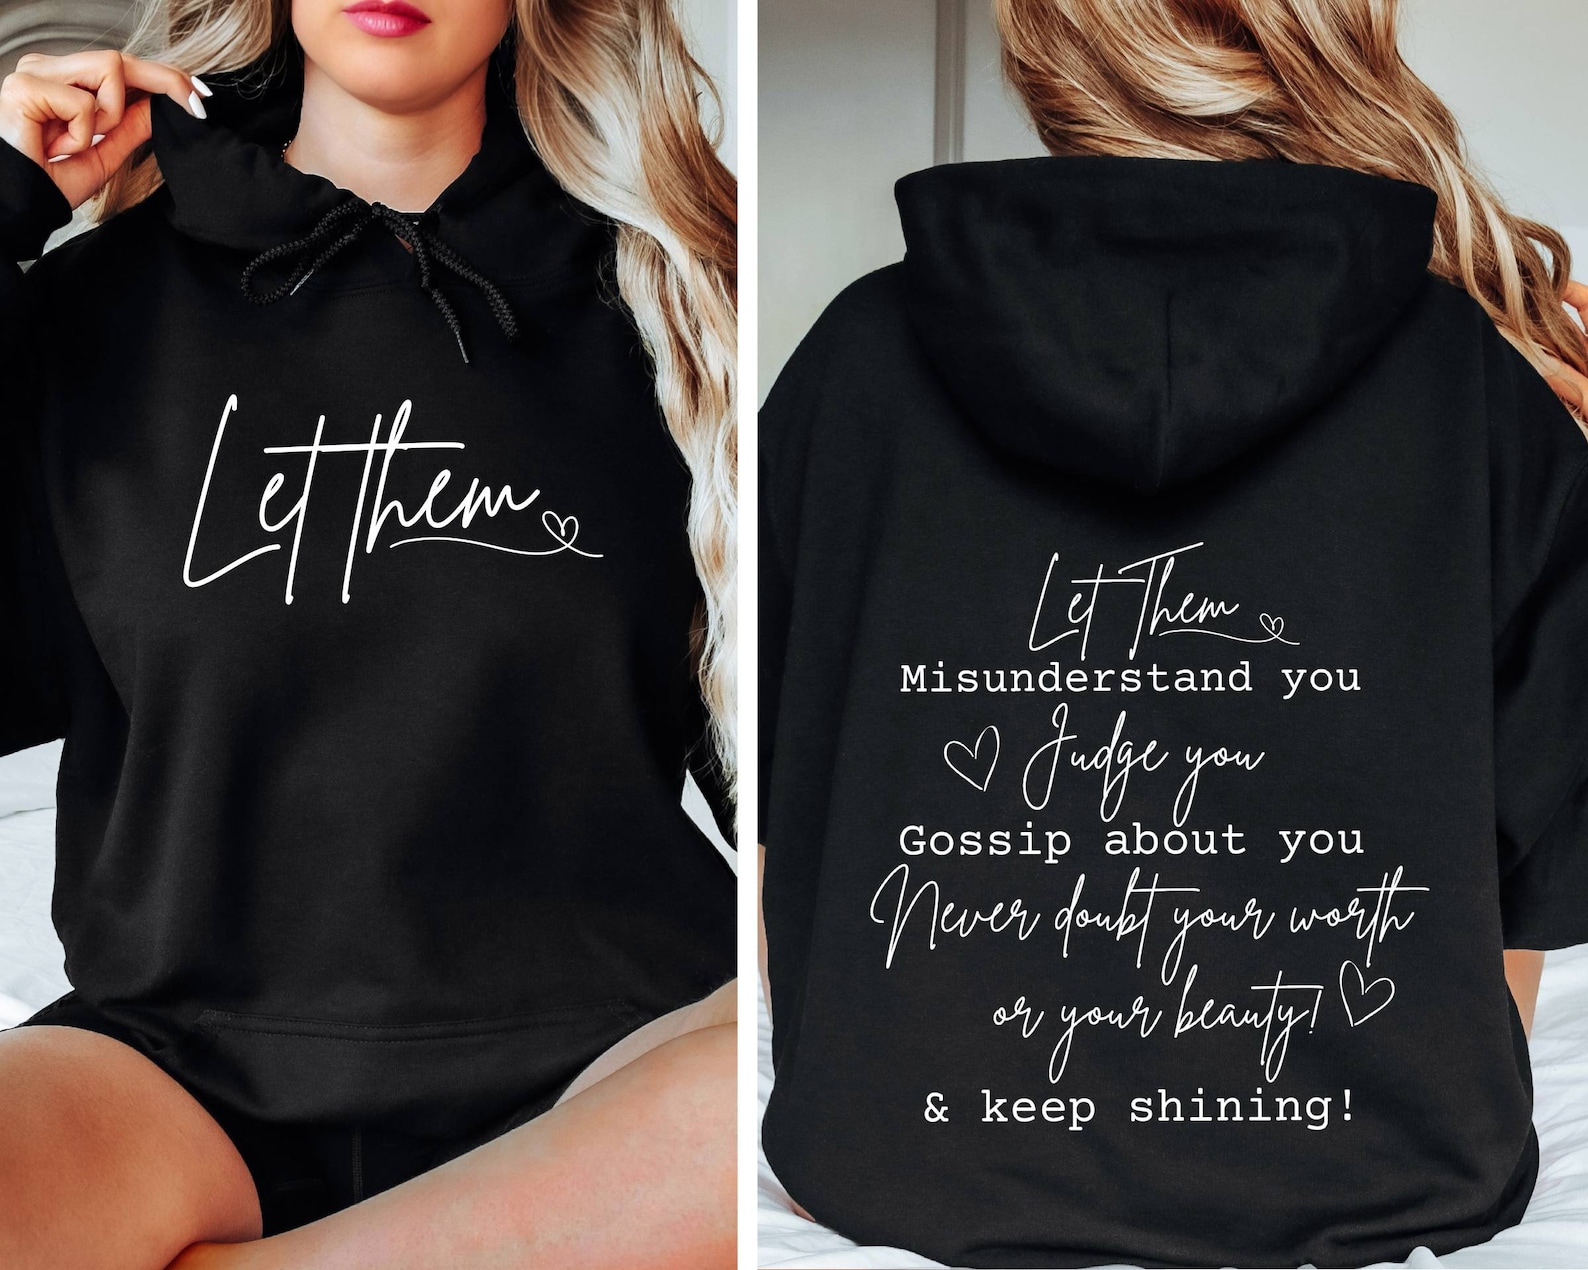 Let them
Let Them
Misunderstand you
Judge you
Gossip about you
Never doubt your worth
or your beauty!
& keep shining!